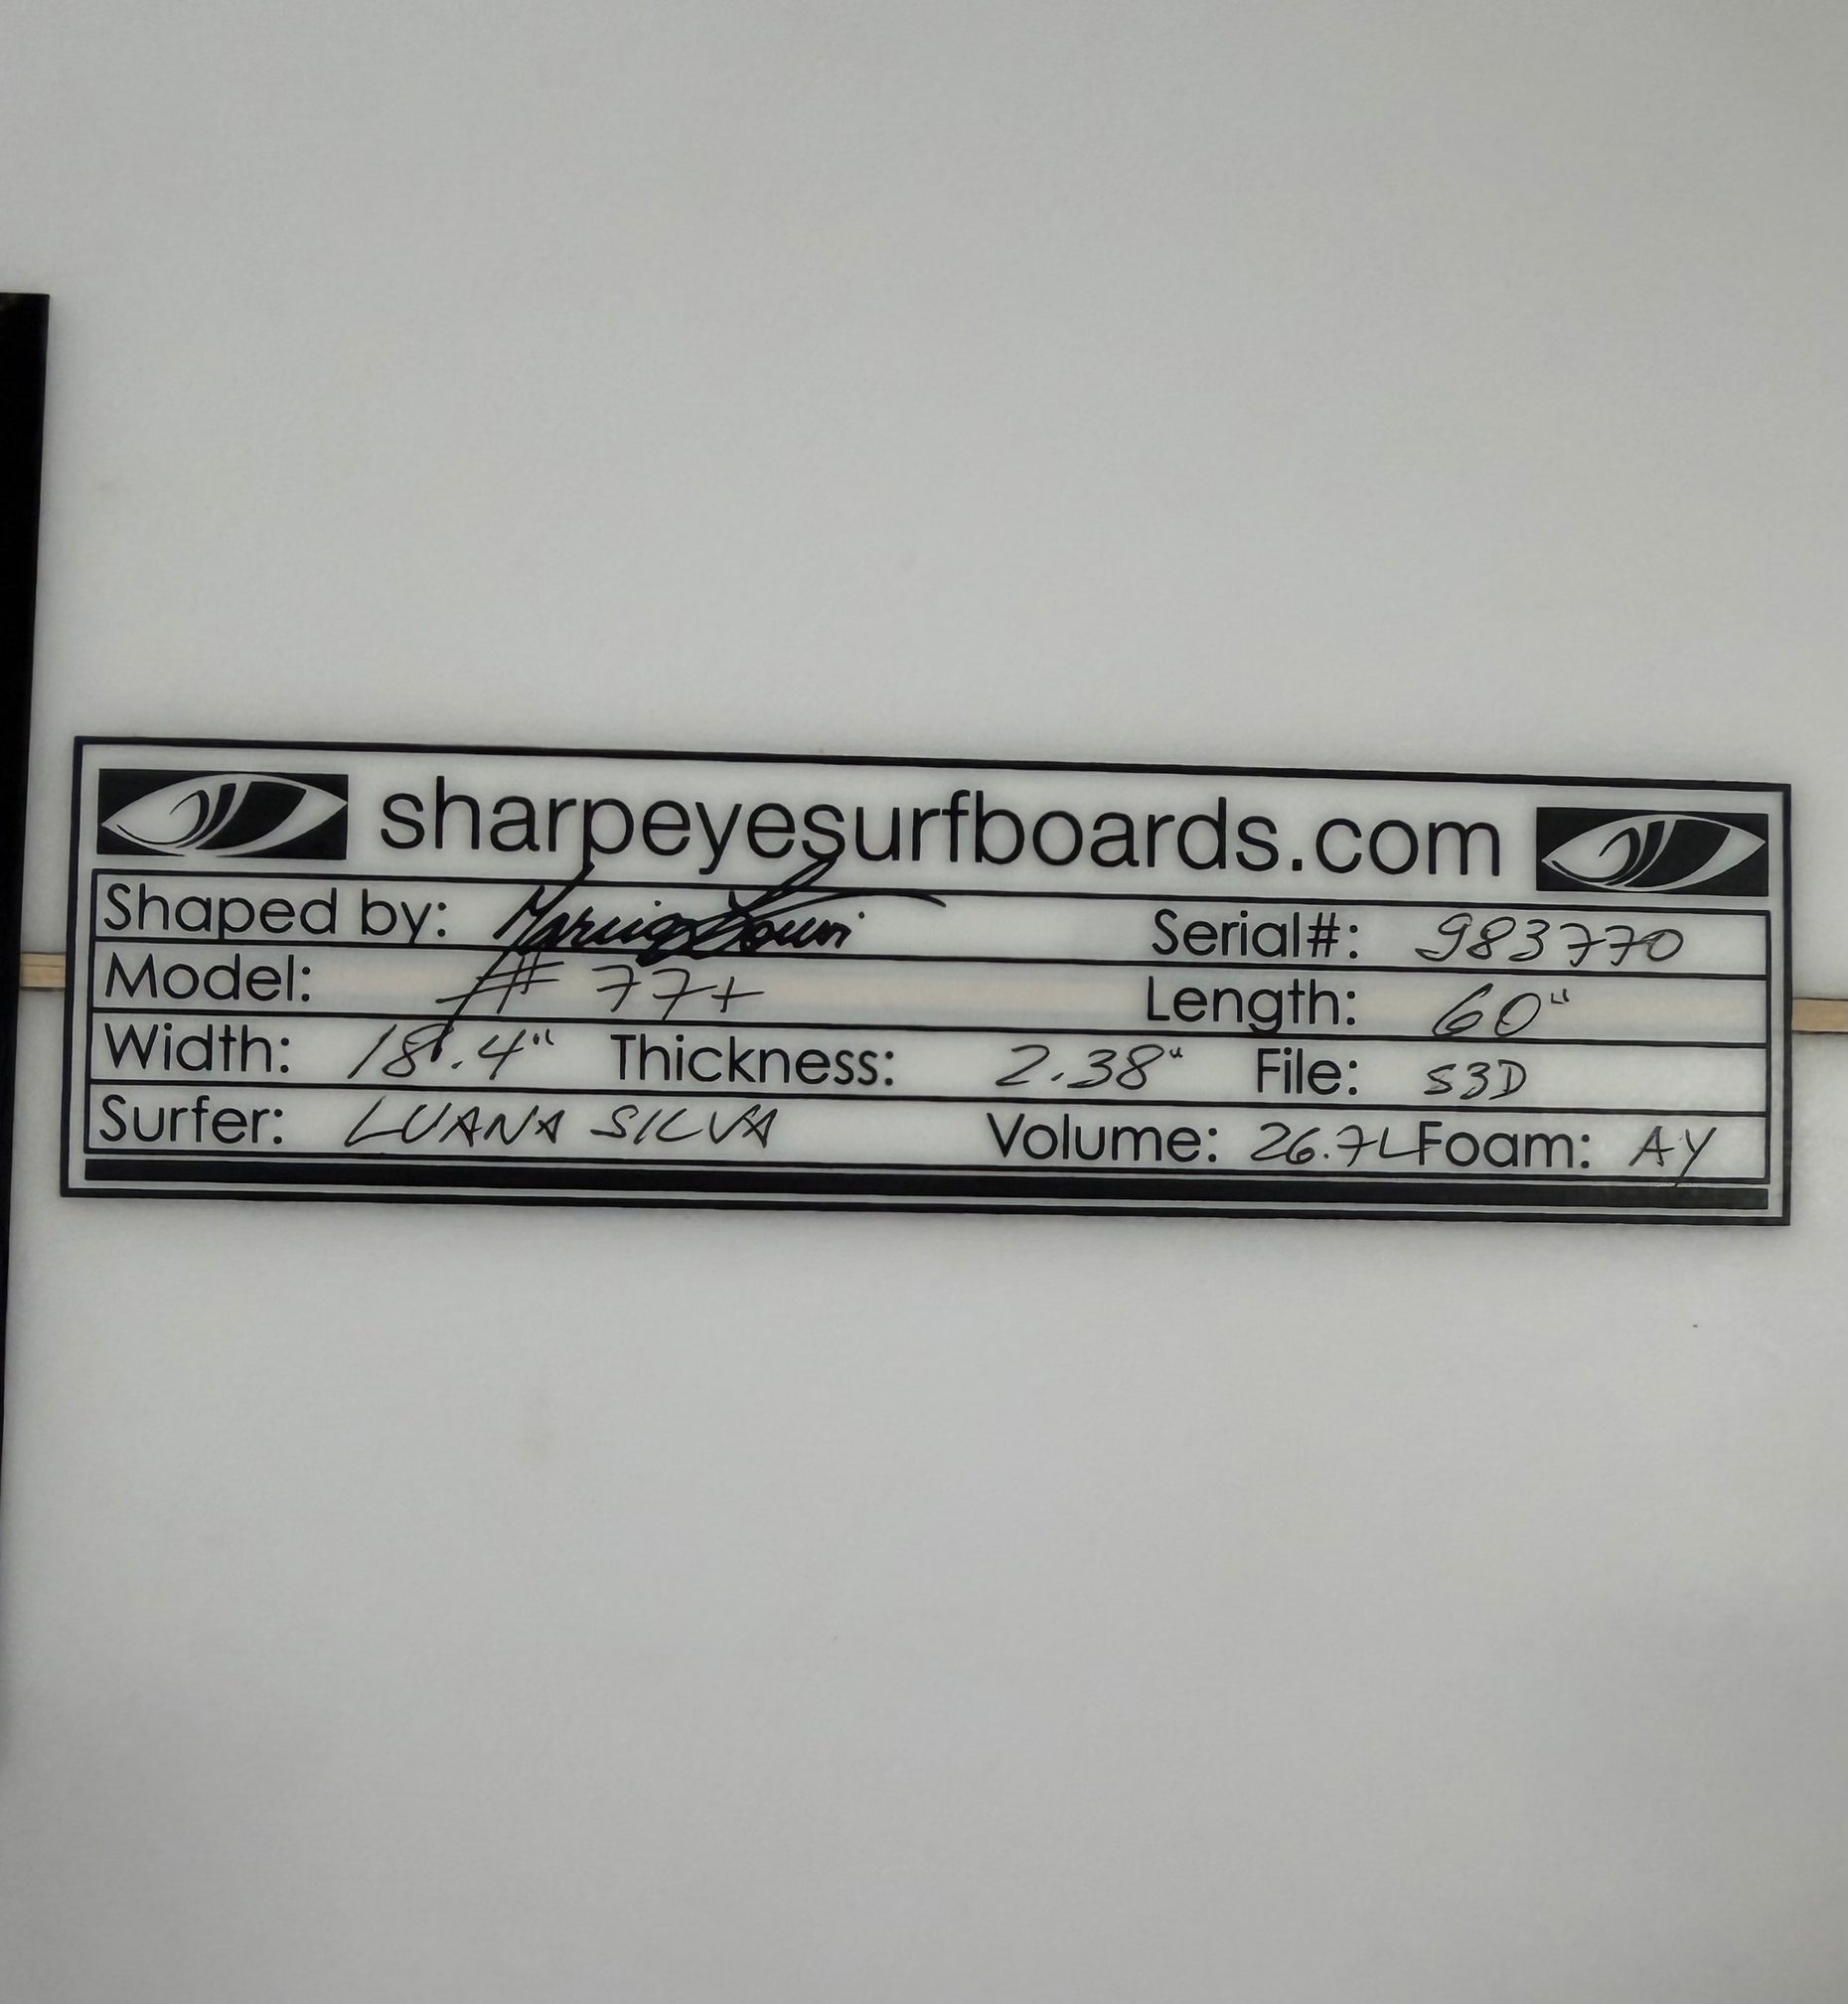 sharpeyesurfboards.com
Shaped by: Marcio Zouvi Serial#: 983770
Model: #77+ Length: 60"
Width: 18.4" Thickness: 2.38" File: S3D
Surfer: LUANA SILVA Volume: 26.7L Foam: AY